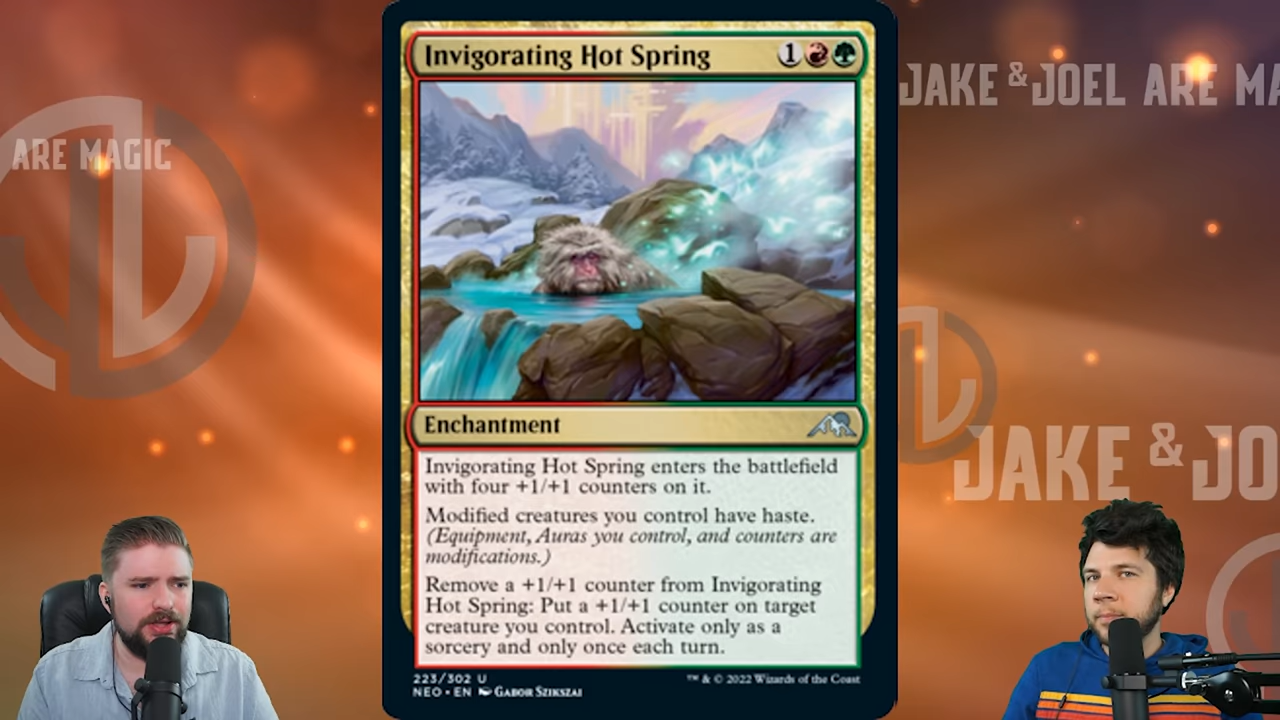 Invigorating Hot Spring 1
JAKE & JOEL ARE MA
ARE MAGIC
Enchantment
Invigorating Hot Spring enters the battlefield
with four +1/+1 counters on it.
Modified creatures you control have haste.
(Equipment, Auras you control, and counters are
modifications.)
Remove a +1/+1 counter from Invigorating
Hot Spring: Put a +1/+1 counter on target
creature you control. Activate only as a
sorcery and only once each turn.
JAKE & JO
223/302 U
NEO • EN Gabor Szikszai
™ & © 2022 Wizards of the Coast